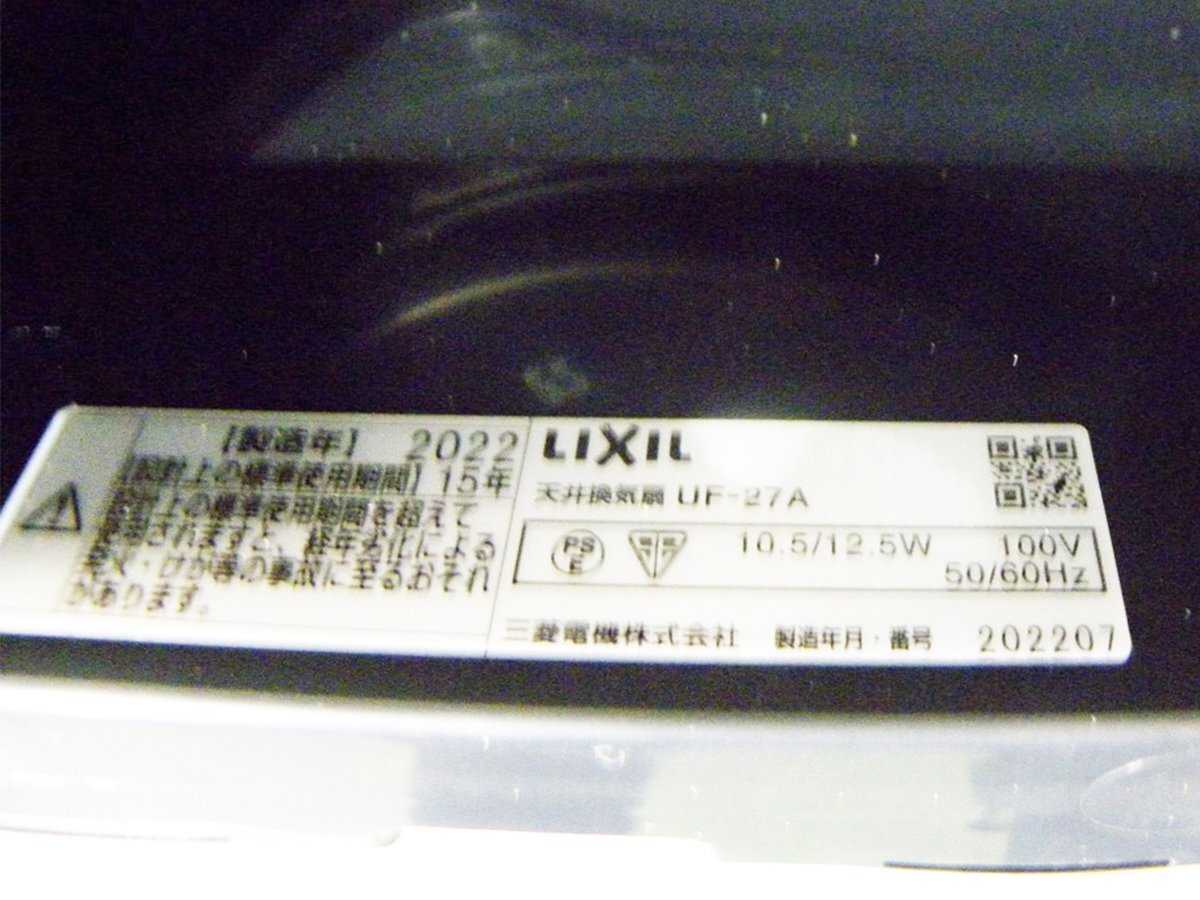 【製造年】 2022
【設計上の標準使用期間】15年
設計上の標準使用期間を超えて
使用されますと、経年劣化による
発火・けが等の事故に至るおそれ
があります。
LIXIL
天井換気扇 UF-27A
PS
E
10.5/12.5W 100V
50/60Hz
三菱電機株式会社 製造年月・番号 202207